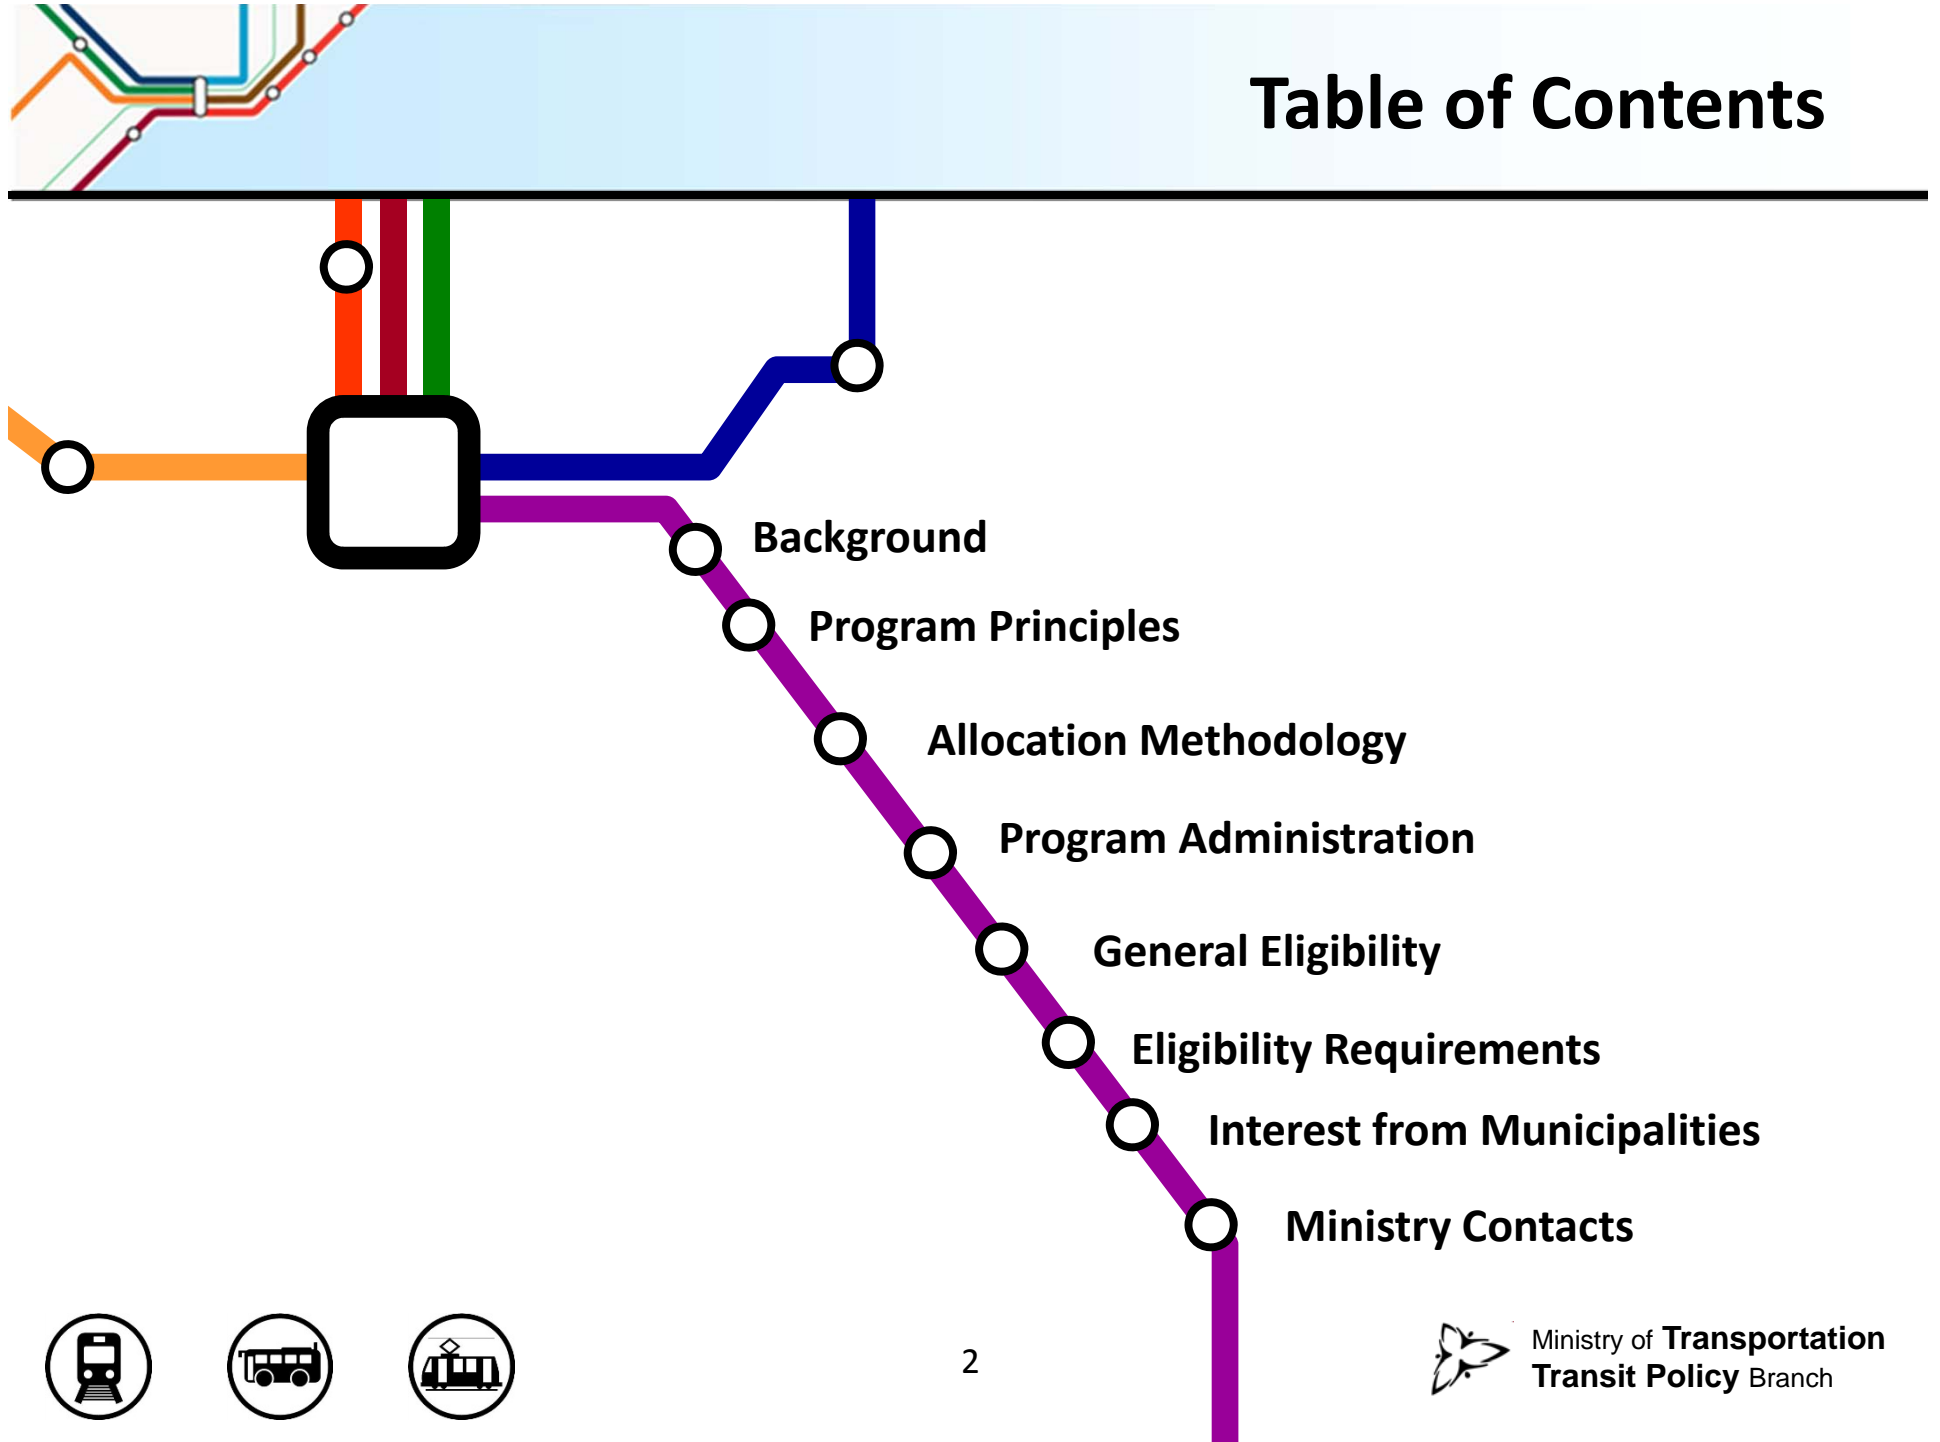 Table of Contents
Background
Program Principles
Allocation Methodology
Program Administration
General Eligibility
Eligibility Requirements
Interest from Municipalities
Ministry Contacts
2
Ministry of Transportation
Transit Policy Branch